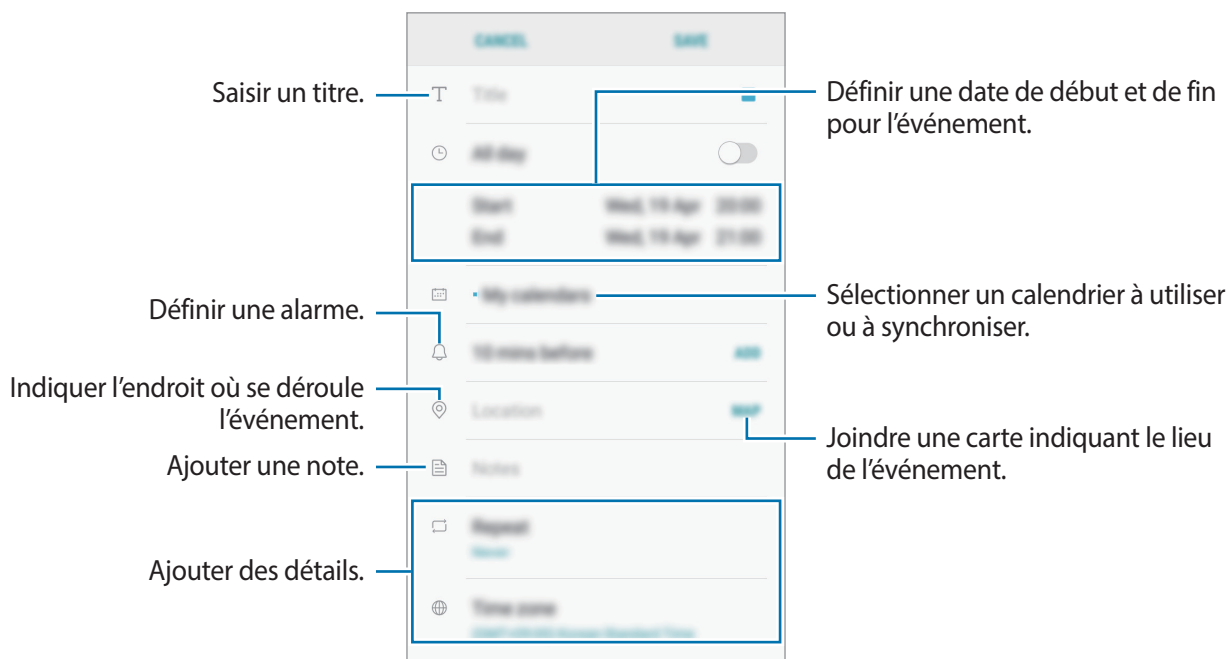 CANCEL SAVE
Saisir un titre.
Title
Définir une date de début et de fin
pour l'événement.
All day
Start Wed, 19 Apr 20:00
End Wed, 19 Apr 21:00
My calendars
Sélectionner un calendrier à utiliser
ou à synchroniser.
Définir une alarme.
10 mins before ADD
Indiquer l'endroit où se déroule
l'événement.
Location MAP
Joindre une carte indiquant le lieu
de l'événement.
Ajouter une note.
Notes
Repeat
Never
Ajouter des détails.
Time zone
Korean Standard Time